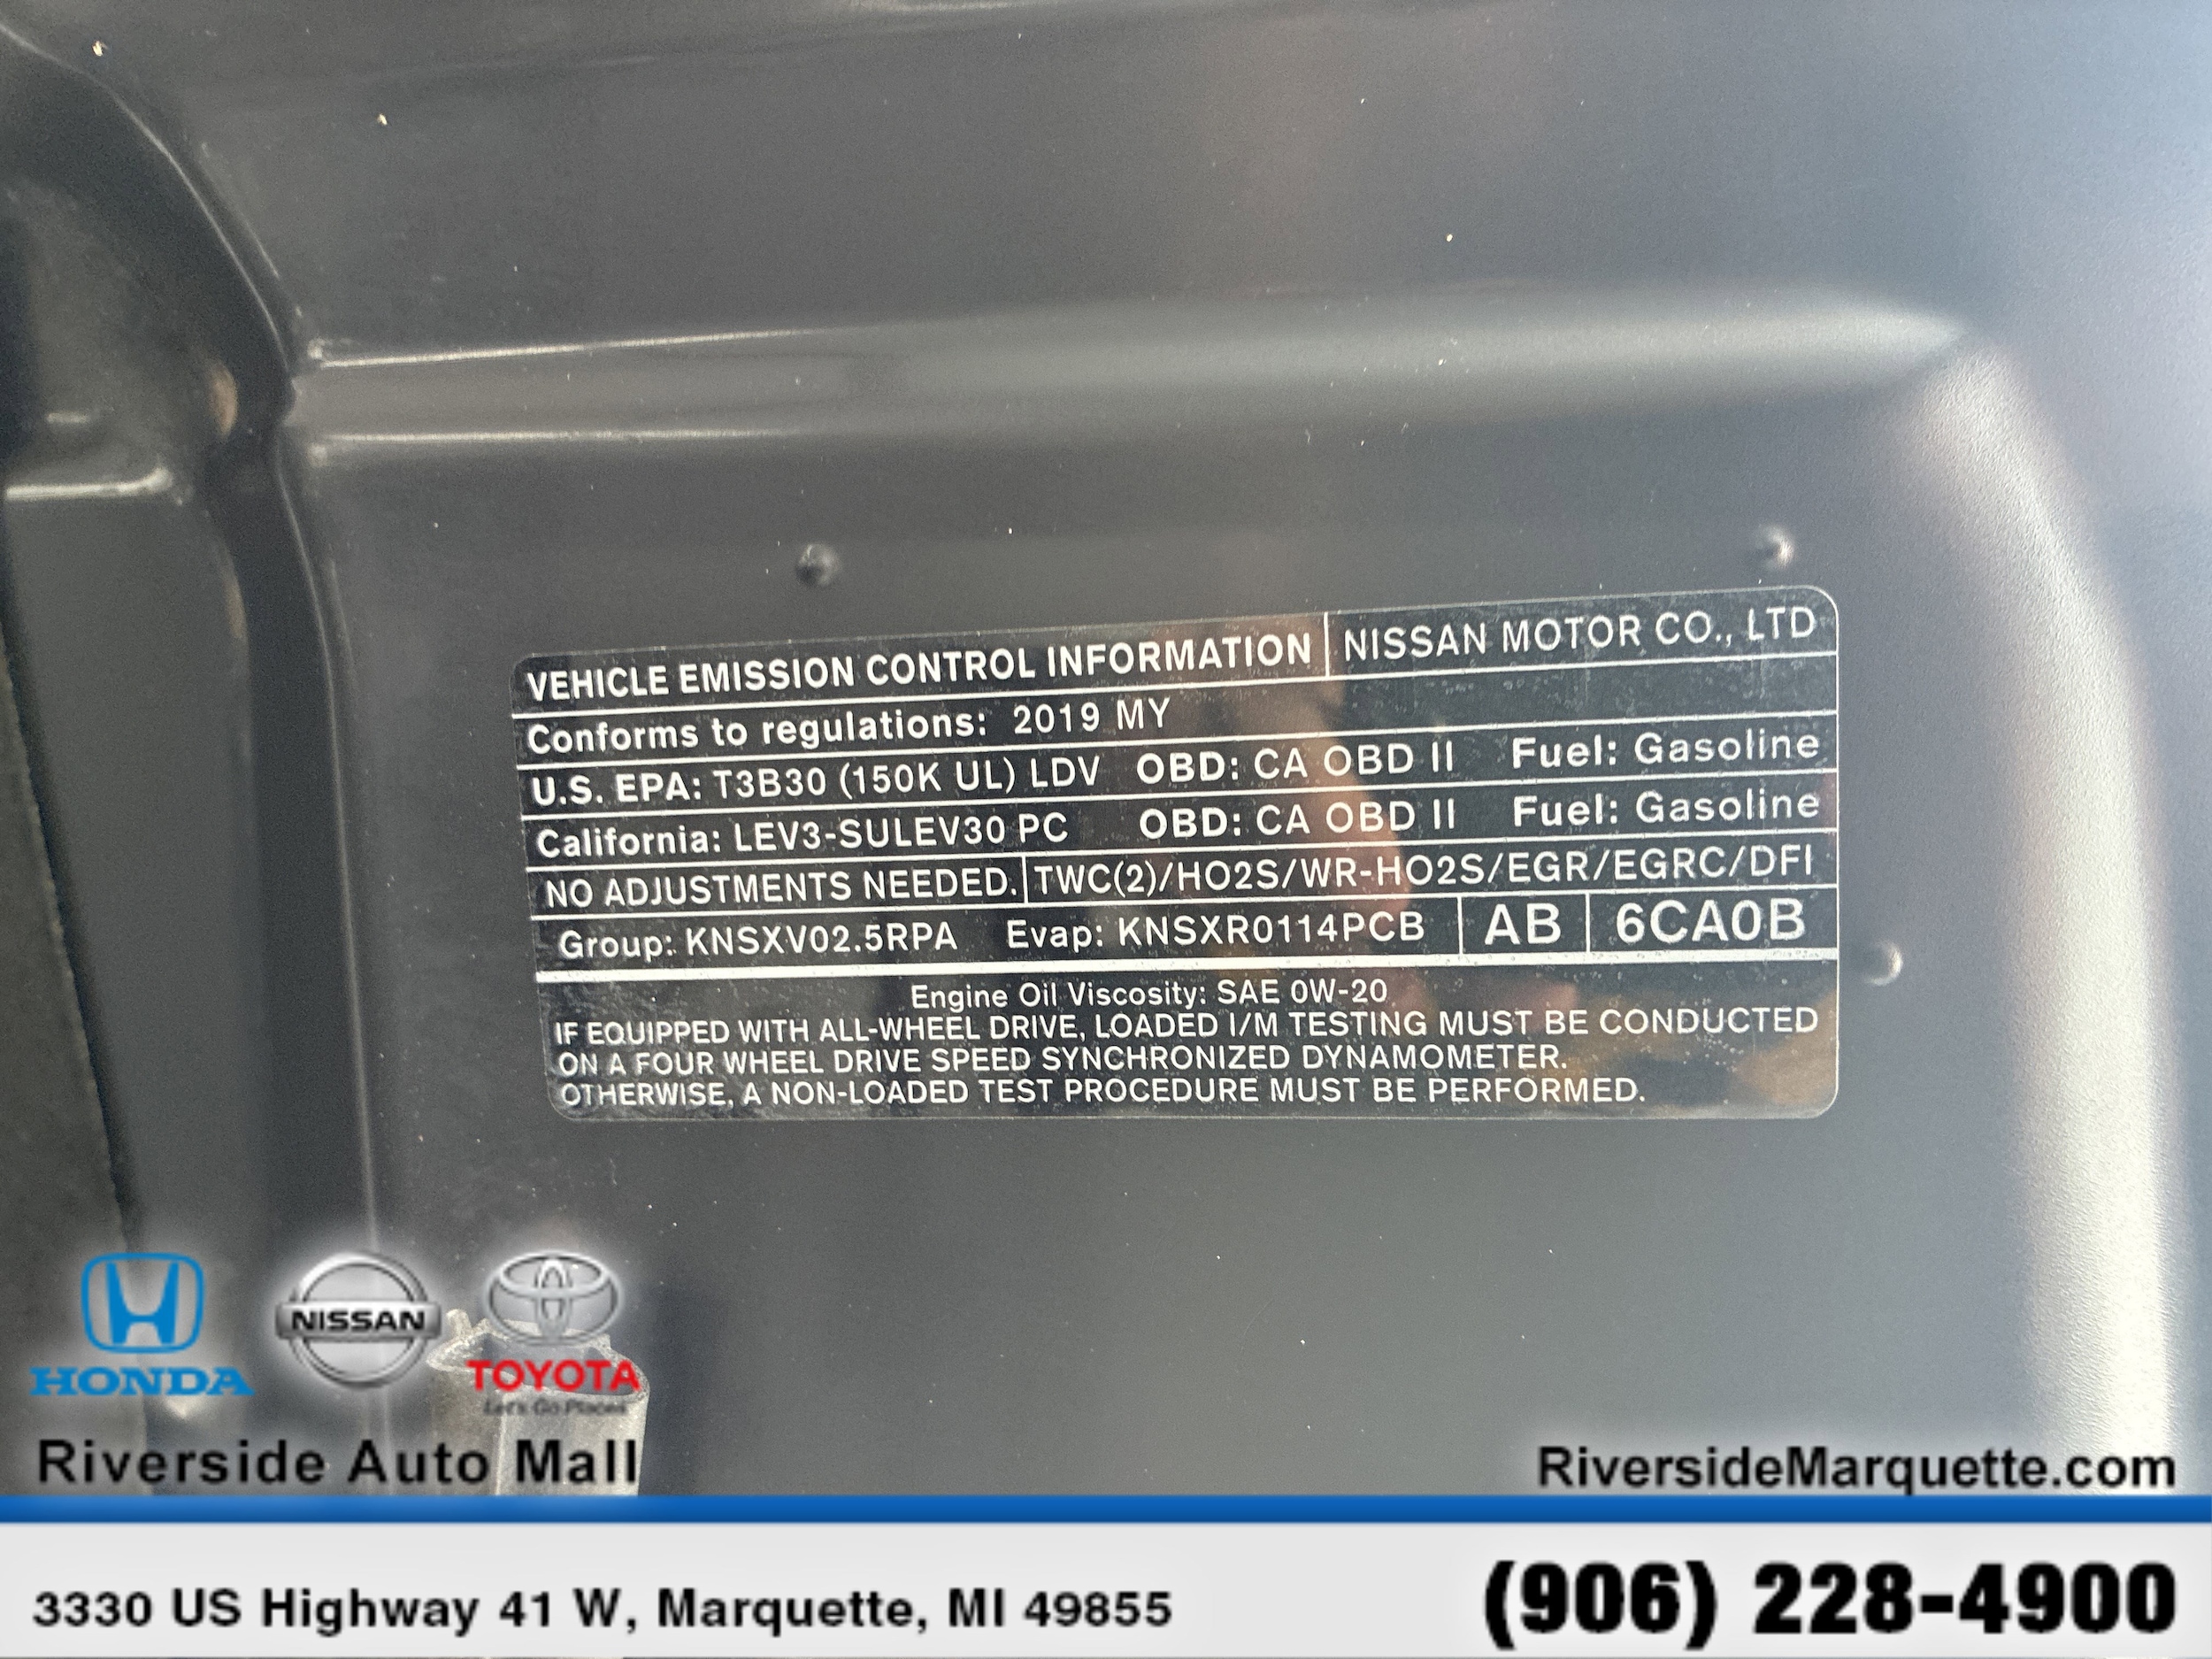 VEHICLE EMISSION CONTROL INFORMATION NISSAN MOTOR CO., LTD
Conforms to regulations: 2019 MY
U.S. EPA: T3B30 (150K UL) LDV OBD: CA OBD II Fuel: Gasoline
California: LEV3-SULEV30 PC OBD: CA OBD II Fuel: Gasoline
NO ADJUSTMENTS NEEDED. TWC(2)/HO2S/WR-HO2S/EGR/EGRC/DFI
Group: KNSXV02.5RPA Evap: KNSXR0114PCB AB 6CA0B
Engine Oil Viscosity: SAE 0W-20
IF EQUIPPED WITH ALL-WHEEL DRIVE, LOADED I/M TESTING MUST BE CONDUCTED
ON A FOUR WHEEL DRIVE SPEED SYNCHRONIZED DYNAMOMETER.
OTHERWISE, A NON-LOADED TEST PROCEDURE MUST BE PERFORMED.
NISSAN
HONDA TOYOTA
Let's Go Places
Riverside Auto Mall RiversideMarquette.com
3330 US Highway 41 W, Marquette, MI 49855 (906) 228-4900